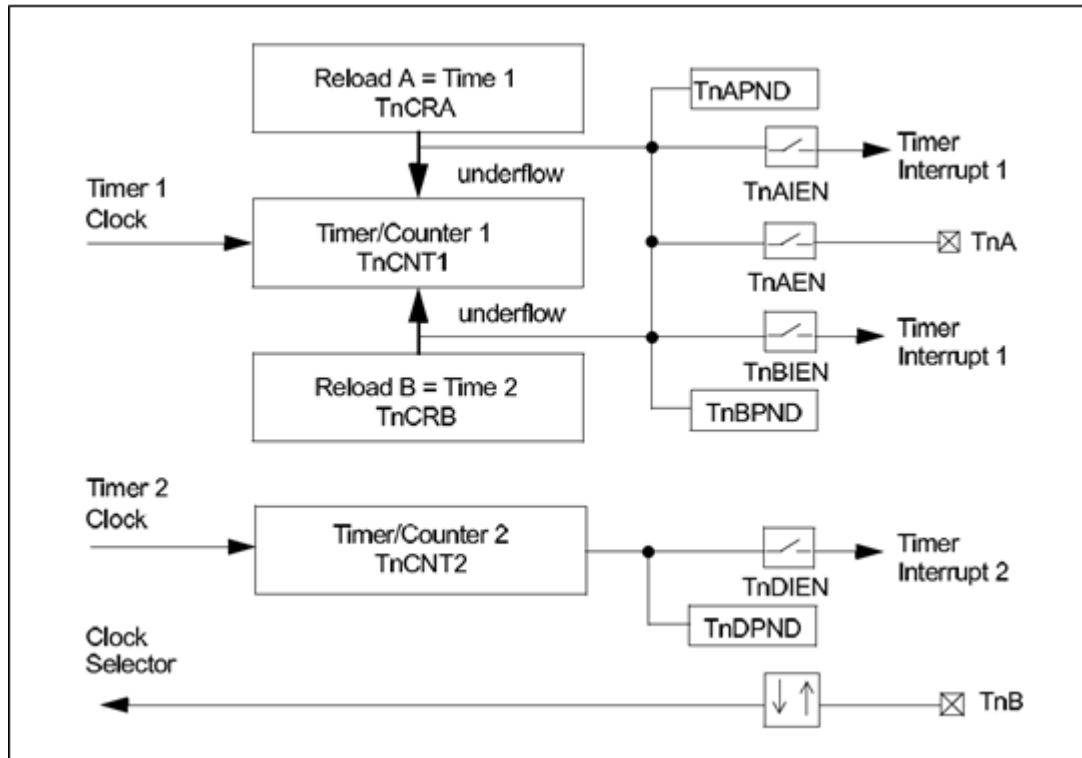 Reload A = Time 1
TnCRA
TnAPND
Timer
Interrupt 1
underflow
TnAIEN
Timer 1
Clock
Timer/Counter 1
TnCNT1
TnA
TnAEN
underflow
Timer
Interrupt 1
TnBIEN
Reload B = Time 2
TnCRB
TnBPND
Timer 2
Clock
Timer/Counter 2
TnCNT2
Timer
Interrupt 2
TnDIEN
TnDPND
Clock
Selector
TnB